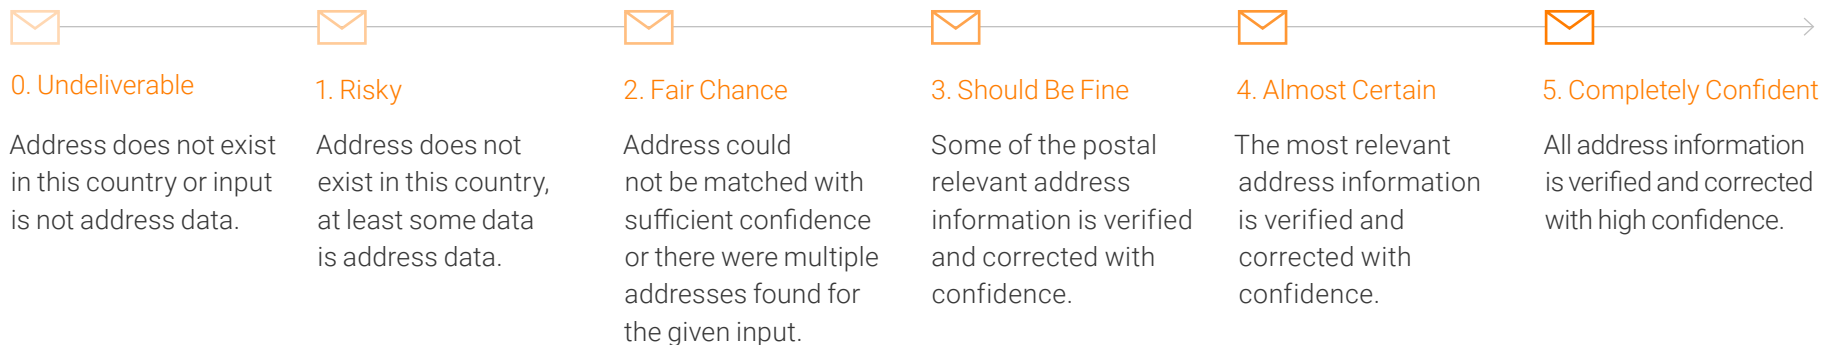 0. Undeliverable
Address does not exist
in this country or input
is not address data.
1. Risky
Address does not
exist in this country,
at least some data
is address data.
2. Fair Chance
Address could
not be matched with
sufficient confidence
or there were multiple
addresses found for
the given input.
3. Should Be Fine
Some of the postal
relevant address
information is verified
and corrected with
confidence.
4. Almost Certain
The most relevant
address information
is verified and
corrected with
confidence.
5. Completely Confident
All address information
is verified and corrected
with high confidence.